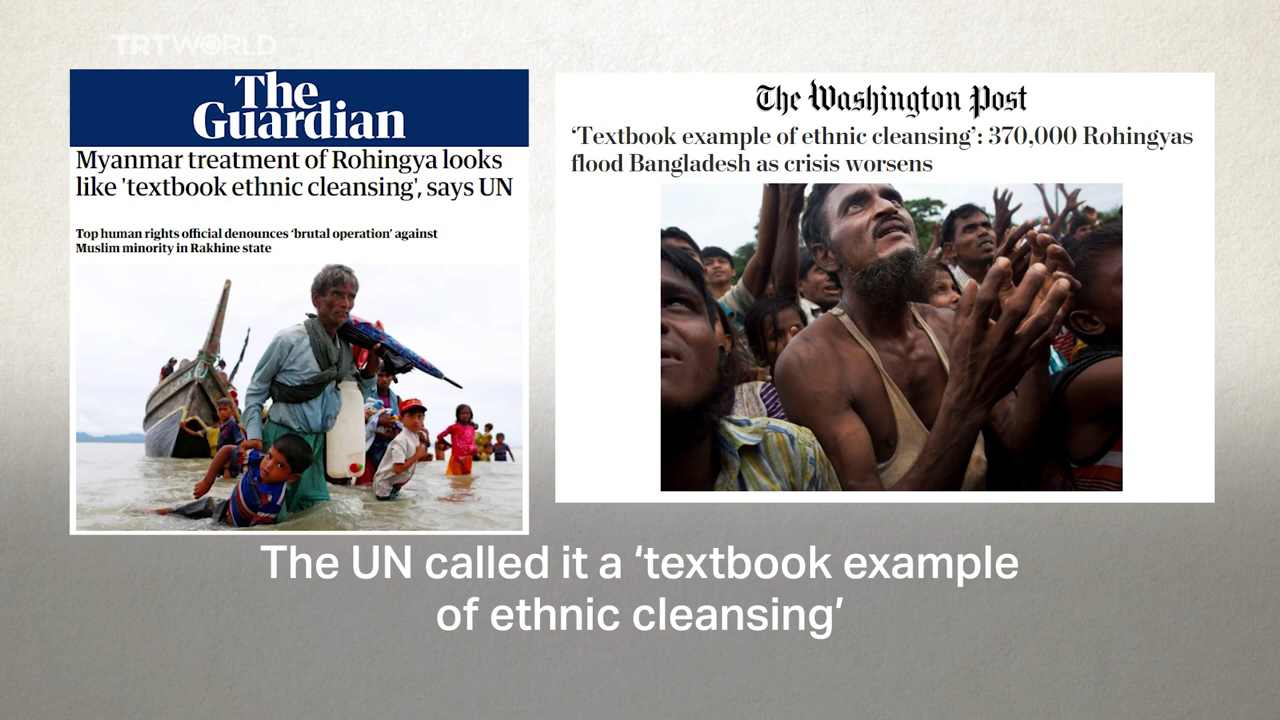 TRT WORLD
The
Guardian
Myanmar treatment of Rohingya looks
like 'textbook ethnic cleansing', says UN
Top human rights official denounces ‘brutal operation’ against
Muslim minority in Rakhine state
The Washington Post
‘Textbook example of ethnic cleansing’: 370,000 Rohingyas
flood Bangladesh as crisis worsens
The UN called it a ‘textbook example
of ethnic cleansing’